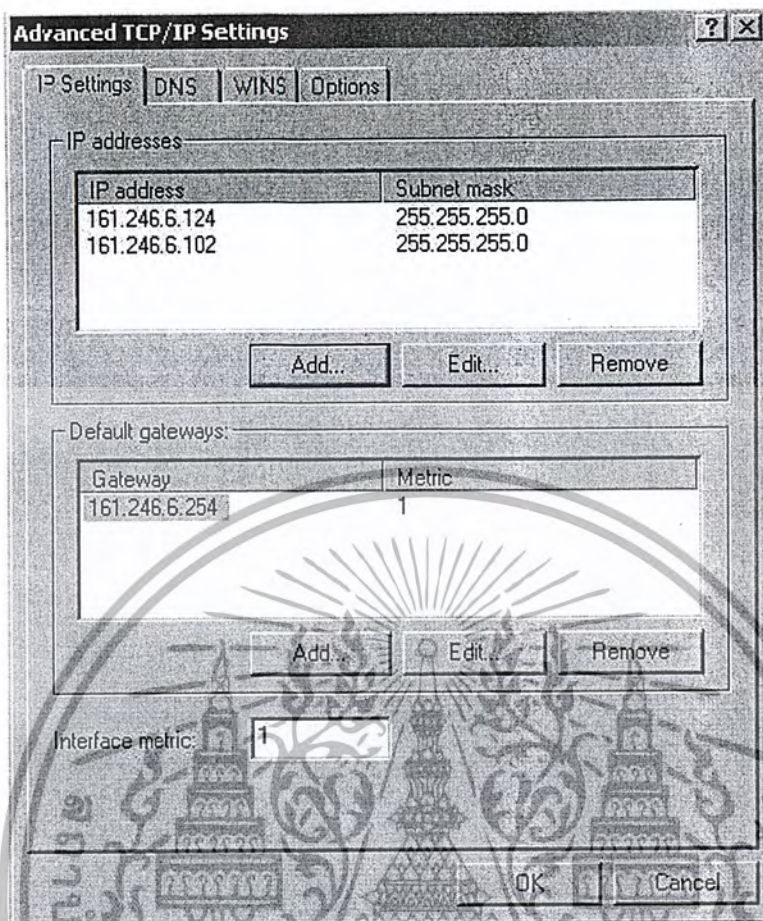 Advanced TCP/IP Settings
IP Settings DNS WINS Options
IP addresses
IP address Subnet mask
161.246.6.124 255.255.255.0
161.246.6.102 255.255.255.0
Add... Edit... Remove
Default gateways:
Gateway Metric
161.246.6.254 1
Add... Edit... Remove
Interface metric: 1
OK Cancel